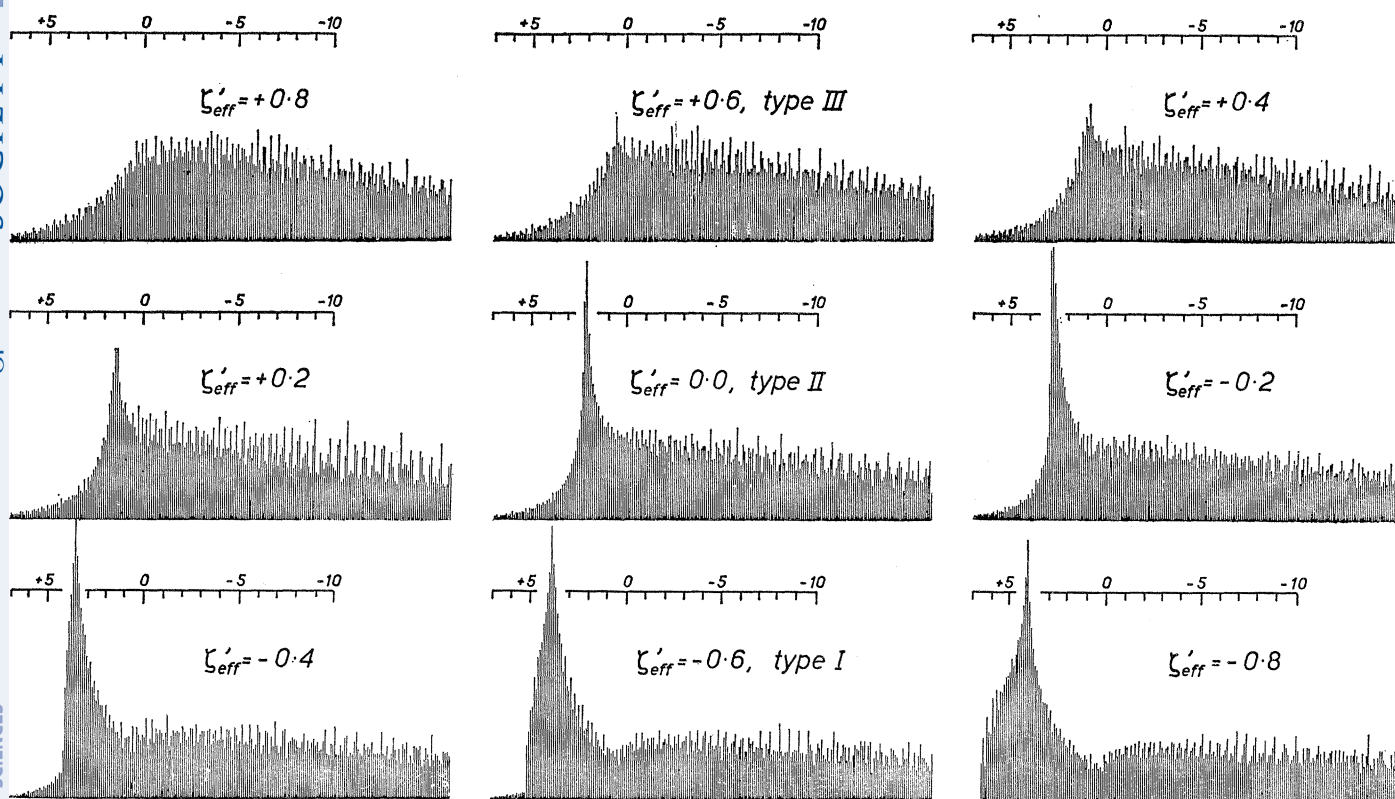 +5 0 -5 -10
+5 0 -5 -10
+5 0 -5 -10
ζ′eff = +0·8
ζ′eff = +0·6, type III
ζ′eff = +0·4
+5 0 -5 -10
+5 0 -5 -10
+5 0 -5 -10
ζ′eff = +0·2
ζ′eff = 0·0, type II
ζ′eff = -0·2
+5 0 -5 -10
+5 0 -5 -10
+5 0 -5 -10
ζ′eff = -0·4
ζ′eff = -0·6, type I
ζ′eff = -0·8